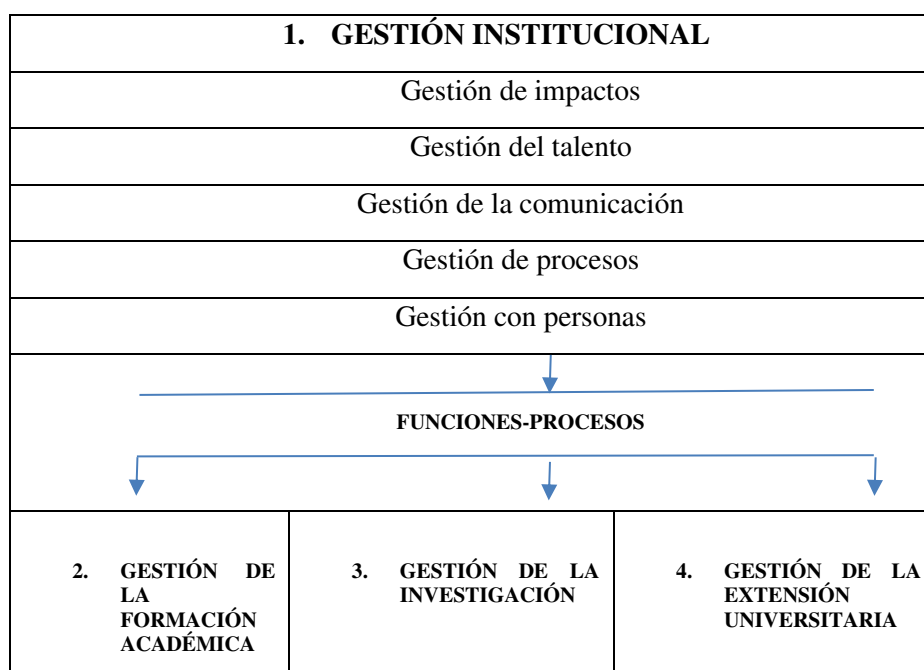 1. GESTIÓN INSTITUCIONAL
Gestión de impactos
Gestión del talento
Gestión de la comunicación
Gestión de procesos
Gestión con personas
FUNCIONES-PROCESOS
2. GESTIÓN DE
LA
FORMACIÓN
ACADÉMICA
3. GESTIÓN DE LA
INVESTIGACIÓN
4. GESTIÓN DE LA
EXTENSIÓN
UNIVERSITARIA